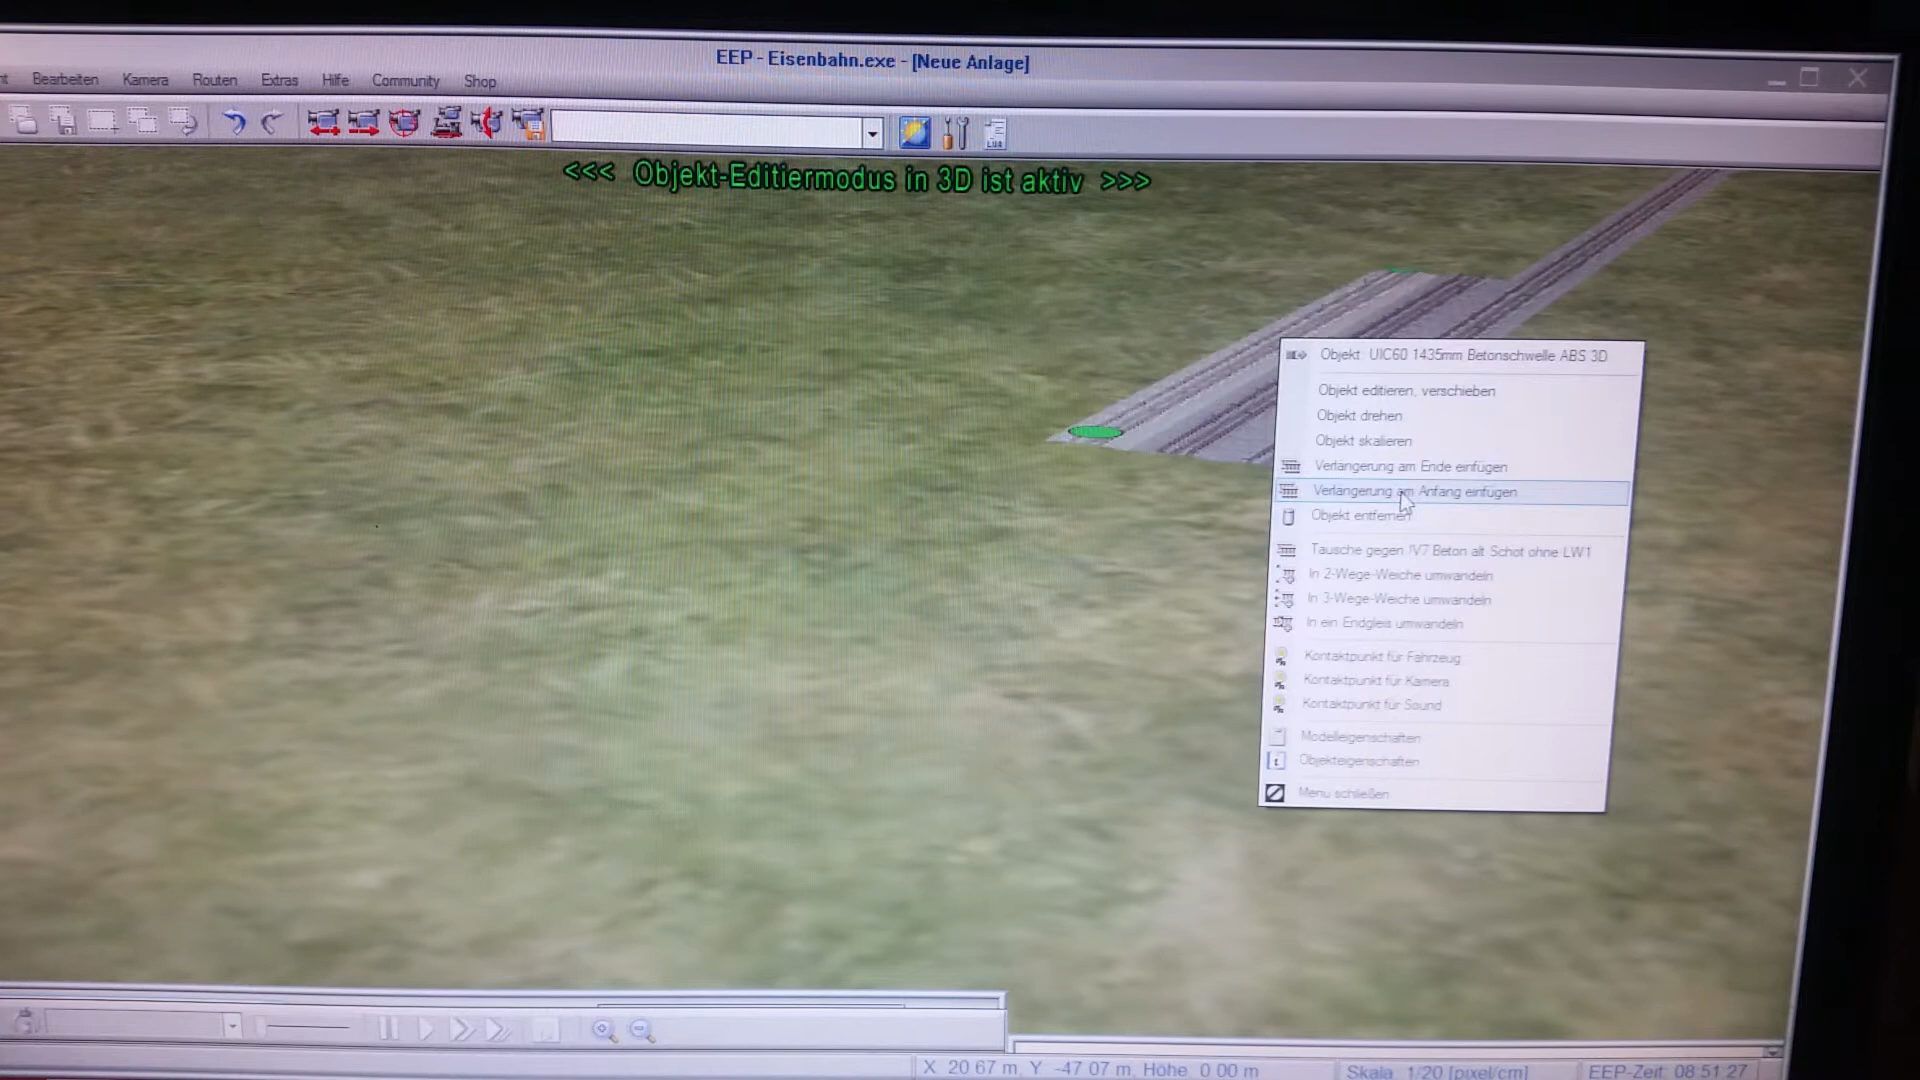 EEP - Eisenbahn.exe - [Neue Anlage]
Bearbeiten Kamera Routen Extras Hilfe Community Shop
LUA
<<< Objekt-Editiermodus in 3D ist aktiv >>>
Objekt: UIC60 1435mm Betonschwelle ABS 3D
Objekt editieren, verschieben
Objekt drehen
Objekt skalieren
Verlängerung am Ende einfügen
Verlängerung am Anfang einfügen
Objekt entfernen
Tausche gegen !V7 Beton alt Schot ohne LW1
In 2-Wege-Weiche umwandeln
In 3-Wege-Weiche umwandeln
In ein Endgleis umwandeln
Kontaktpunkt für Fahrzeug
Kontaktpunkt für Kamera
Kontaktpunkt für Sound
Modelleigenschaften
Objekteigenschaften
Menu schließen
X 20.67 m, Y -47.07 m, Höhe 0.00 m Skala 1/20 [pixel/cm] EEP-Zeit: 08:51:27